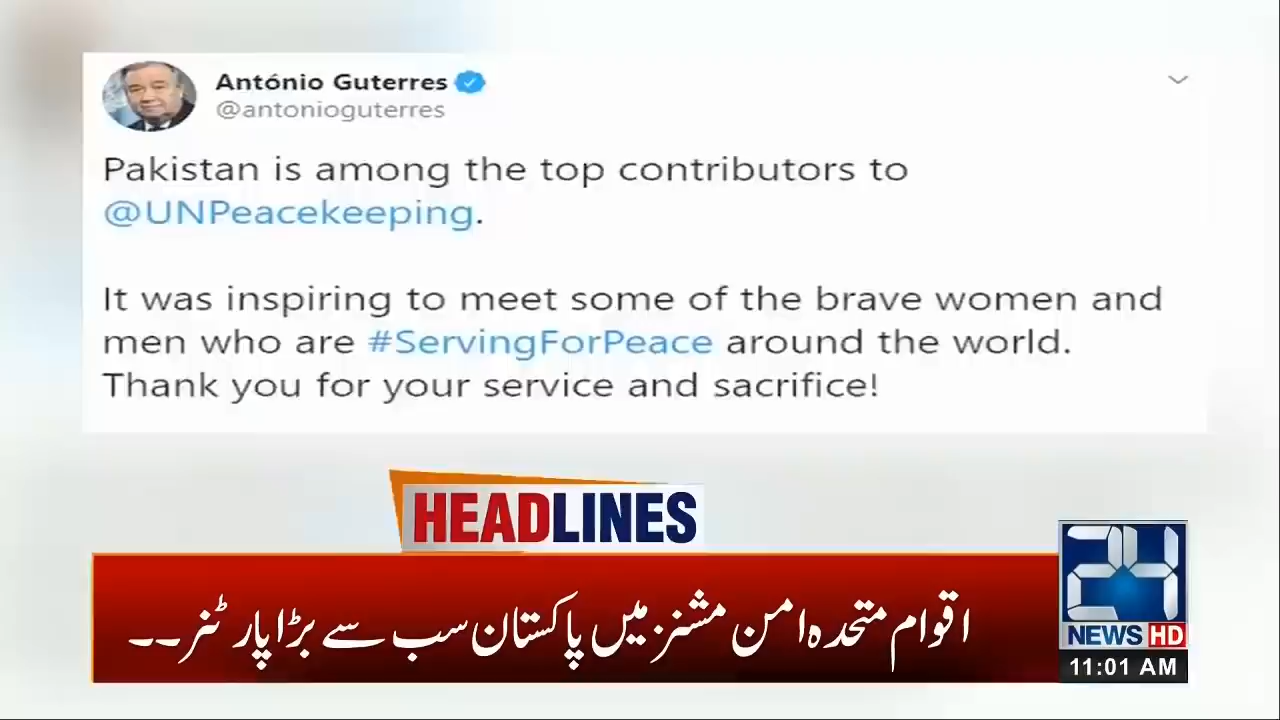 António Guterres
@antonioguterres
Pakistan is among the top contributors to
@UNPeacekeeping.
It was inspiring to meet some of the brave women and
men who are #ServingForPeace around the world.
Thank you for your service and sacrifice!
HEADLINES
اقوام متحدہ امن مشنز میں پاکستان سب سے بڑا پارٹنر۔۔
24
NEWS HD
11:01 AM